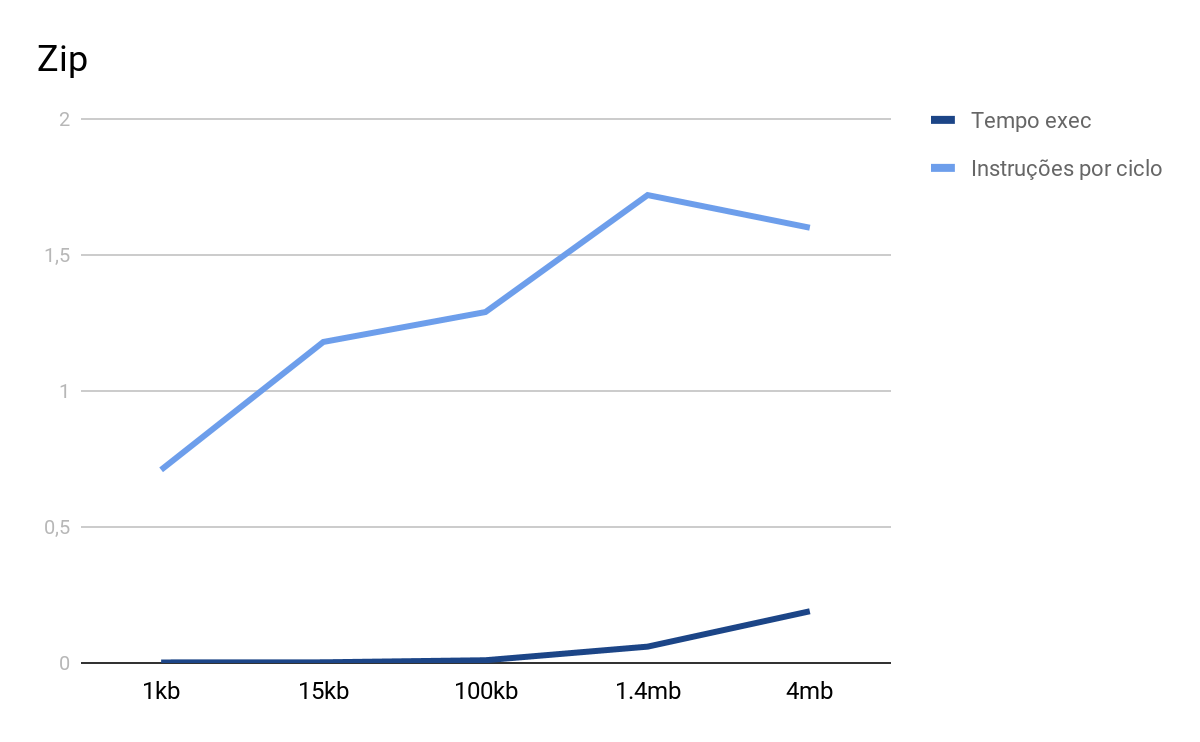 Zip
2
1,5
1
0,5
0
1kb
15kb
100kb
1.4mb
4mb
Tempo exec
Instruções por ciclo